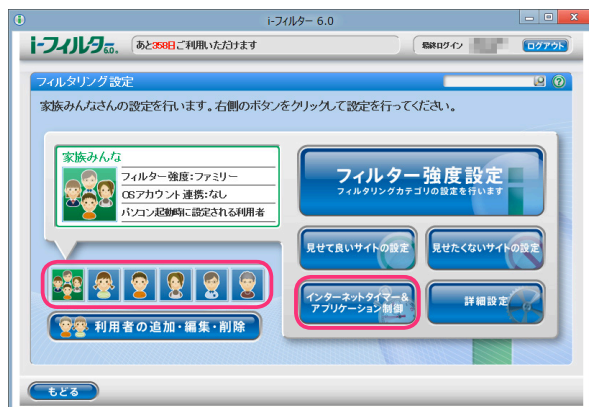 i-フィルター 6.0
i-フィルター6.0.
あと358日ご利用いただけます
最終ログイン
ログアウト
フィルタリング設定
家族みんなさんの設定を行います。右側のボタンをクリックして設定を行ってください。
家族みんな
フィルター強度:ファミリー
OSアカウント連携:なし
パソコン起動時に設定される利用者
フィルター強度設定
フィルタリングカテゴリの設定を行います
見せて良いサイトの設定
見せたくないサイトの設定
インターネットタイマー&
アプリケーション制御
詳細設定
利用者の追加・編集・削除
もどる